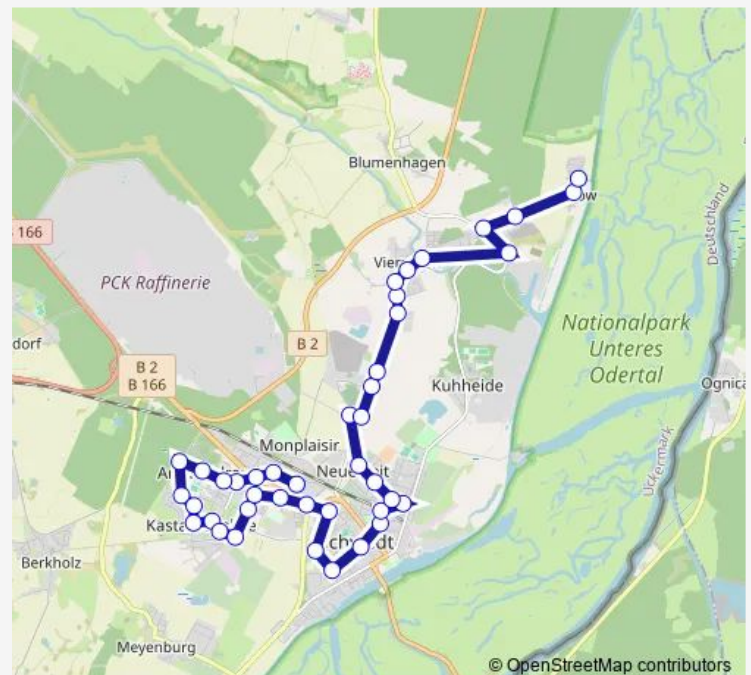 Blumenhagen
166
ow
Deutschland
PCK Raffinerie
Vier
B 2
Nationalpark
Unteres
Odertal
dorf
B 2
B 166
Kuhheide
Ognica
Uckermark
Monplaisir
Neue
Kasta
Berkholz
Meyenburg
© OpenStreetMap contributors